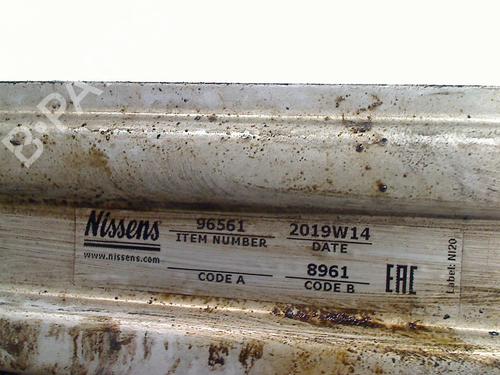 B-PA
Nissens
www.nissens.com
96561
ITEM NUMBER
2019W14
DATE
CODE A
8961
CODE B
EAC
Label: NI20